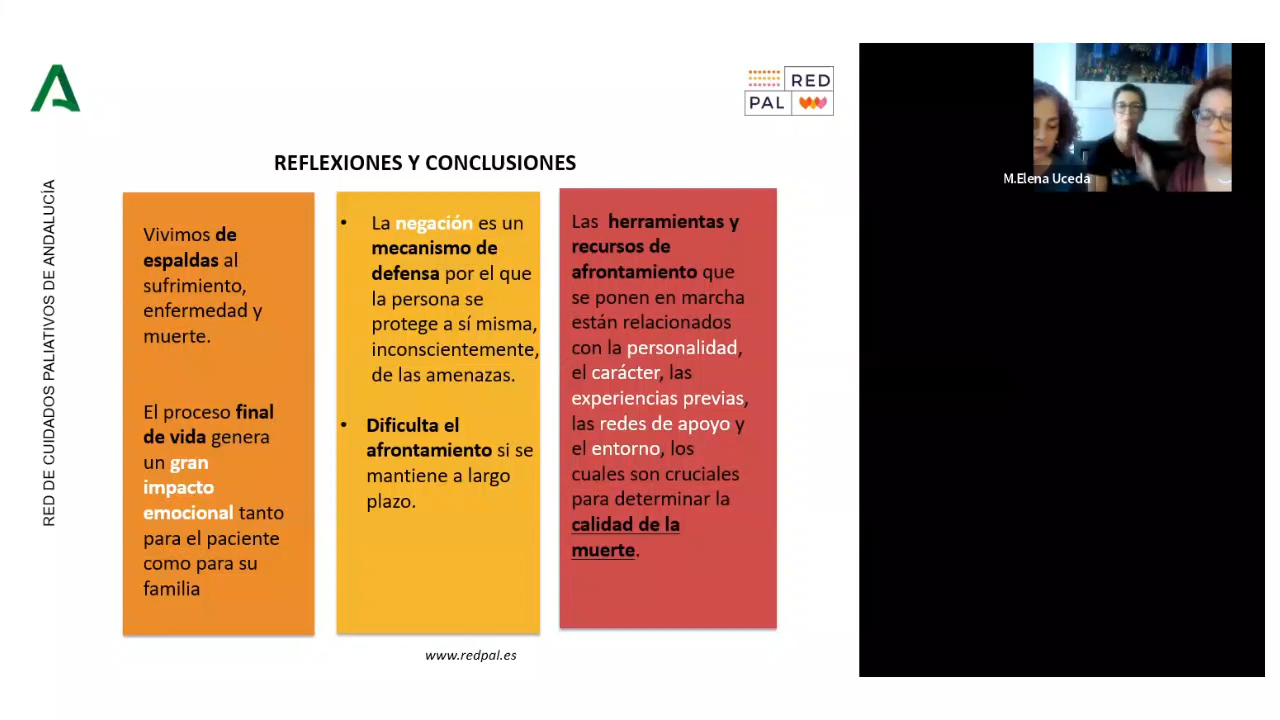 RED
PAL
RED DE CUIDADOS PALIATIVOS DE ANDALUCÍA
REFLEXIONES Y CONCLUSIONES
Vivimos de
espaldas al
sufrimiento,
enfermedad y
muerte.
El proceso final
de vida genera
un gran
impacto
emocional tanto
para el paciente
como para su
familia
• La negación es un
mecanismo de
defensa por el que
la persona se
protege a sí misma,
inconscientemente,
de las amenazas.
• Dificulta el
afrontamiento si se
mantiene a largo
plazo.
Las herramientas y
recursos de
afrontamiento que
se ponen en marcha
están relacionados
con la personalidad,
el carácter, las
experiencias previas,
las redes de apoyo y
el entorno, los
cuales son cruciales
para determinar la
calidad de la
muerte.
www.redpal.es
M.Elena Uceda